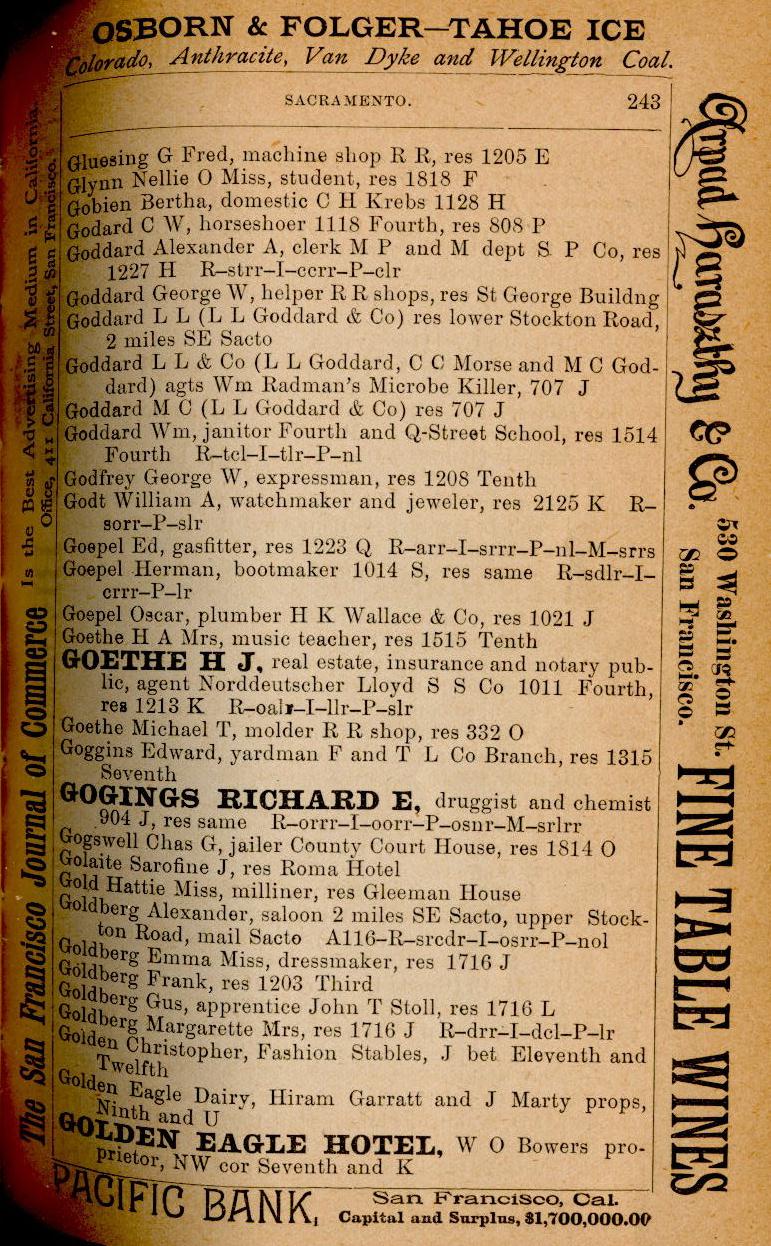 OSBORN & FOLGER—TAHOE ICE
Colorado, Anthracite, Van Dyke and Wellington Coal.
SACRAMENTO. 243
Gluesing G Fred, machine shop R R, res 1205 E
Glynn Nellie O Miss, student, res 1818 F
Gobien Bertha, domestic C H Krebs 1128 H
Godard C W, horseshoer 1118 Fourth, res 808 P
Goddard Alexander A, clerk M P and M dept S P Co, res
1227 H R–strr–I–ccrr–P–clr
Goddard George W, helper R R shops, res St George Buildng
Goddard L L (L L Goddard & Co) res lower Stockton Road,
2 miles SE Sacto
Goddard L L & Co (L L Goddard, C C Morse and M C God-
dard) agts Wm Radman's Microbe Killer, 707 J
Goddard M C (L L Goddard & Co) res 707 J
Goddard Wm, janitor Fourth and Q-Street School, res 1514
Fourth R–tcl–I–tlr–P–nl
Godfrey George W, expressman, res 1208 Tenth
Godt William A, watchmaker and jeweler, res 2125 K R–
sorr–P–slr
Goepel Ed, gasfitter, res 1223 Q R–arr–I–srrr–P–nl–M–srrs
Goepel Herman, bootmaker 1014 S, res same R–sdlr–I–
crrr–P–lr
Goepel Oscar, plumber H K Wallace & Co, res 1021 J
Goethe H A Mrs, music teacher, res 1515 Tenth
GOETHE H J, real estate, insurance and notary pub-
lic, agent Norddeutscher Lloyd S S Co 1011 Fourth,
res 1213 K R–oalr–I–llr–P–slr
Goethe Michael T, molder R R shop, res 332 O
Goggins Edward, yardman F and T L Co Branch, res 1315
Seventh
GOGINGS RICHARD E, druggist and chemist
904 J, res same R–orrr–I–oorr–P–osnr–M–srlrr
Gogswell Chas G, jailer County Court House, res 1814 O
Golaite Sarofine J, res Roma Hotel
Gold Hattie Miss, milliner, res Gleeman House
Goldberg Alexander, saloon 2 miles SE Sacto, upper Stock-
ton Road, mail Sacto A116–R–srcdr–I–osrr–P–nol
Goldberg Emma Miss, dressmaker, res 1716 J
Goldberg Frank, res 1203 Third
Goldberg Gus, apprentice John T Stoll, res 1716 L
Goldberg Margarette Mrs, res 1716 J R–drr–I–dcl–P–lr
Golden Christopher, Fashion Stables, J bet Eleventh and
Twelfth
Golden Eagle Dairy, Hiram Garratt and J Marty props,
Ninth and U
GOLDEN EAGLE HOTEL, W O Bowers pro-
prietor, NW cor Seventh and K
PACIFIC BANK, San Francisco, Cal.
Capital and Surplus, $1,700,000.00
The San Francisco Journal of Commerce Is the Best Advertising Medium in California.
Office, 411 California Street, San Francisco.
Arpad Haraszthy & Co. 530 Washington St.
San Francisco.
FINE TABLE WINES